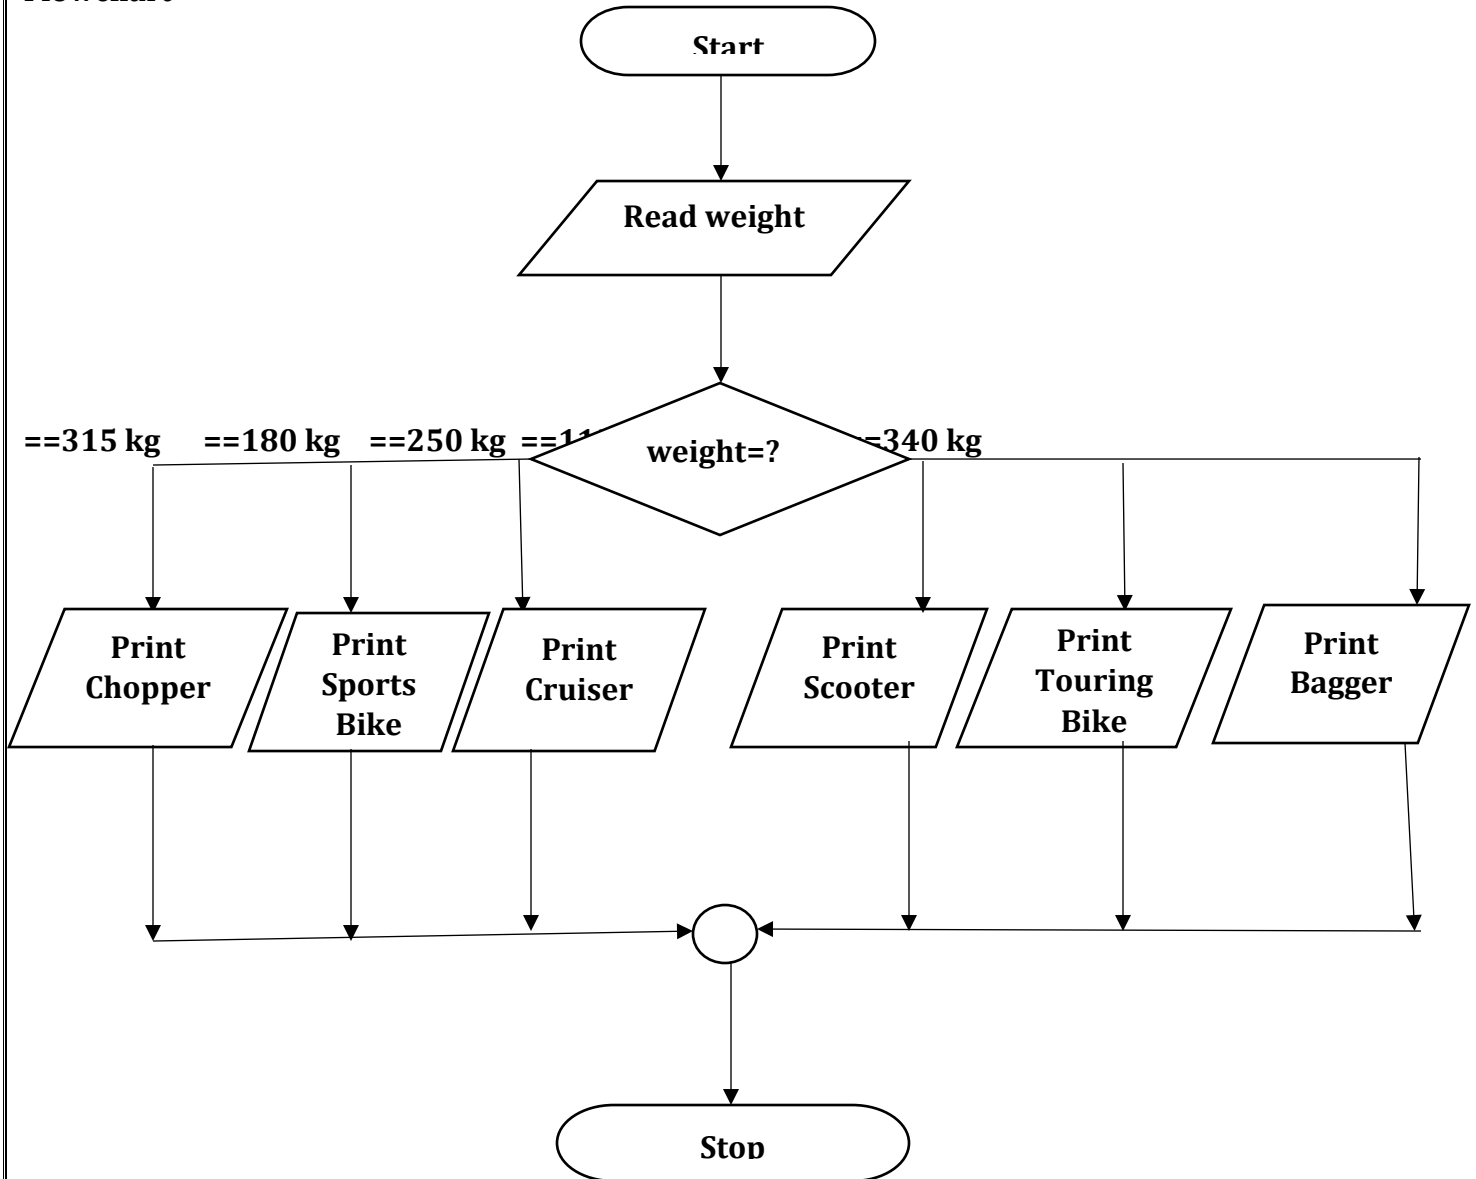 Start
Read weight
==315 kg ==180 kg ==250 kg weight=? =340 kg
Print
Chopper
Print
Sports
Bike
Print
Cruiser
Print
Scooter
Print
Touring
Bike
Print
Bagger
Stop